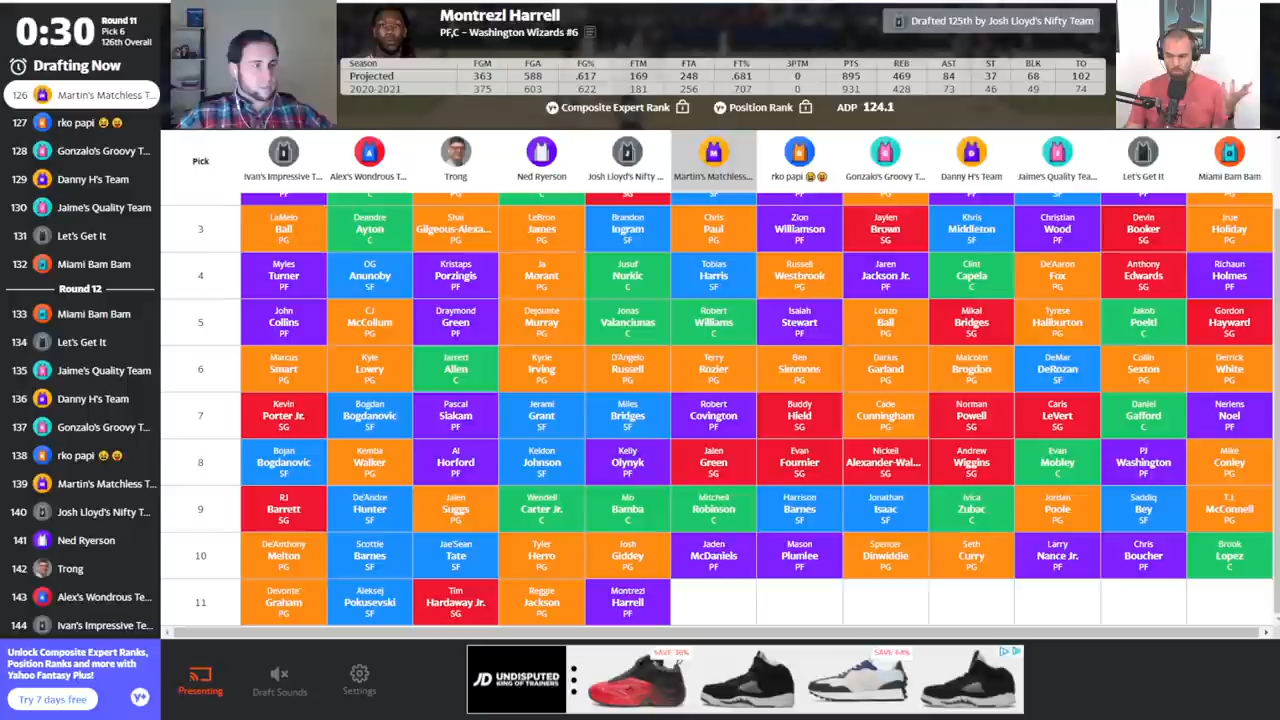 0:30
Round 11
Pick 6
126th Overall
Drafting Now
126 Martin's Matchless T...
127 rko papi
128 Gonzalo's Groovy T...
129 Danny H's Team
130 Jaime's Quality Team
131 Let's Get It
132 Miami Bam Bam
Round 12
133 Miami Bam Bam
134 Let's Get It
135 Jaime's Quality Team
136 Danny H's Team
137 Gonzalo's Groovy T...
138 rko papi
139 Martin's Matchless T...
140 Josh Lloyd's Nifty T...
141 Ned Ryerson
142 Trong
143 Alex's Wondrous Te...
144 Ivan's Impressive Te...
Unlock Composite Expert Ranks,
Position Ranks and more with
Yahoo Fantasy Plus!
Try 7 days free
Y+
Montrezl Harrell
PF,C - Washington Wizards #6
Drafted 125th by Josh Lloyd's Nifty Team
Season FGM FGA FG% FTM FTA FT% 3PTM PTS REB AST STL BLK TO
Projected 363 588 .617 169 248 .681 0 895 469 84 37 68 102
2020-2021 375 603 .622 181 256 .707 0 931 428 73 46 49 74
Composite Expert Rank Position Rank ADP 124.1
Pick Ivan's Impressive T... Alex's Wondrous T... Trong Ned Ryerson Josh Lloyd's Nifty ... Martin's Matchless... rko papi Gonzalo's Groovy T... Danny H's Team Jaime's Quality Tea... Let's Get It Miami Bam Bam
PF C PG C SG SF PF PG PF PF PF PG
LaMelo Deandre Shai LeBron Brandon Chris Zion Jaylen Khris Christian Devin Jrue
3 Ball Ayton Gilgeous-Alexa... James Ingram Paul Williamson Brown Middleton Wood Booker Holiday
PG C PG PG SF PG PF SG SF PF SG PG
Myles OG Kristaps Ja Jusuf Tobias Russell Jaren Clint De'Aaron Anthony Richaun
4 Turner Anunoby Porzingis Morant Nurkic Harris Westbrook Jackson Jr. Capela Fox Edwards Holmes
PF SF PF PG C SF PG PF C PG SG PF
John CJ Draymond Dejounte Jonas Robert Isaiah Lonzo Mikal Tyrese Jakob Gordon
5 Collins McCollum Green Murray Valanciunas Williams Stewart Ball Bridges Haliburton Poeltl Hayward
PF PG PF PG C C PF PG SG PG C SG
Marcus Kyle Jarrett Kyrie D'Angelo Terry Ben Darius Malcolm DeMar Collin Derrick
6 Smart Lowry Allen Irving Russell Rozier Simmons Garland Brogdon DeRozan Sexton White
PG PG C PG PG PG PG PG PG SF PG PG
Kevin Bogdan Pascal Jerami Miles Robert Buddy Cade Norman Caris Daniel Nerlens
7 Porter Jr. Bogdanovic Siakam Grant Bridges Covington Hield Cunningham Powell LeVert Gafford Noel
SG SF PF SF SF PF SG PG SG SG C PF
Bojan Kemba Al Keldon Kelly Jalen Evan Nickeil Andrew Evan PJ Mike
8 Bogdanovic Walker Horford Johnson Olynyk Green Fournier Alexander-Wal... Wiggins Mobley Washington Conley
SF PG PF SF PF SG SG SG SG C PF PG
RJ De'Andre Jalen Wendell Mo Mitchell Harrison Jonathan Ivica Jordan Saddiq T.J.
9 Barrett Hunter Suggs Carter Jr. Bamba Robinson Barnes Isaac Zubac Poole Bey McConnell
SG SF PG C C C SF SF C PG SF PG
De'Anthony Scottie Jae'Sean Tyler Josh Jaden Mason Spencer Seth Larry Chris Brook
10 Melton Barnes Tate Herro Giddey McDaniels Plumlee Dinwiddie Curry Nance Jr. Boucher Lopez
PG SF SF PG PG PF PF PG PG PF PF C
Devonte' Aleksej Tim Reggie Montrezl
11 Graham Pokusevski Hardaway Jr. Jackson Harrell
PG SF SG PG PF
Presenting Draft Sounds Settings
JD UNDISPUTED
KING OF TRAINERS
SAVE 36% SAVE 64%